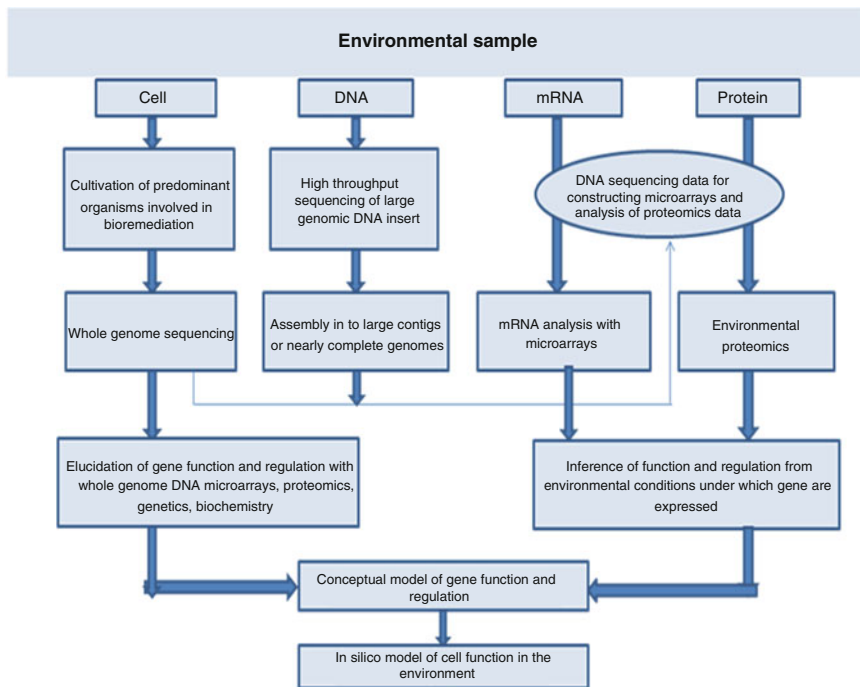 Environmental sample
Cell
DNA
mRNA
Protein
Cultivation of predominant
organisms involved in
bioremediation
High throughput
sequencing of large
genomic DNA insert
DNA sequencing data for
constructing microarrays and
analysis of proteomics data
Whole genome sequencing
Assembly in to large contigs
or nearly complete genomes
mRNA analysis with
microarrays
Environmental
proteomics
Elucidation of gene function and regulation with
whole genome DNA microarrays, proteomics,
genetics, biochemistry
Inference of function and regulation from
environmental conditions under which gene are
expressed
Conceptual model of gene function and
regulation
In silico model of cell function in the
environment